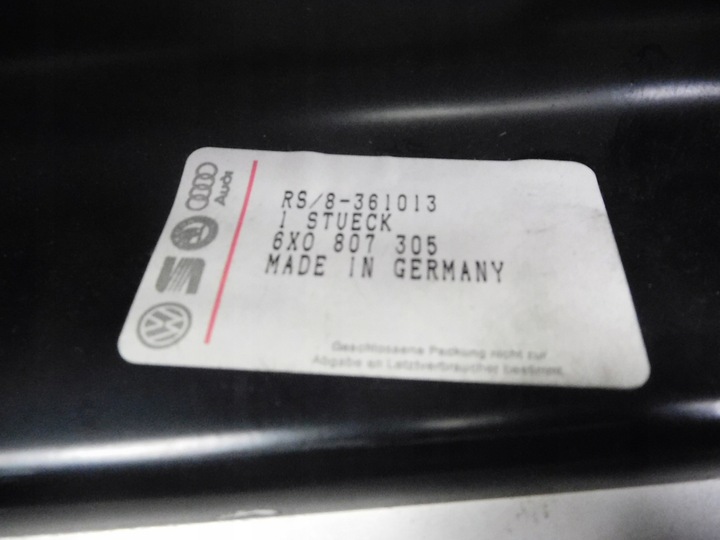 Audi
RS/8-361013
1 STUECK
6X0 807 305
MADE IN GERMANY
Geschlossene Packung nicht zur
Abgabe an Letztverbraucher bestimmt.